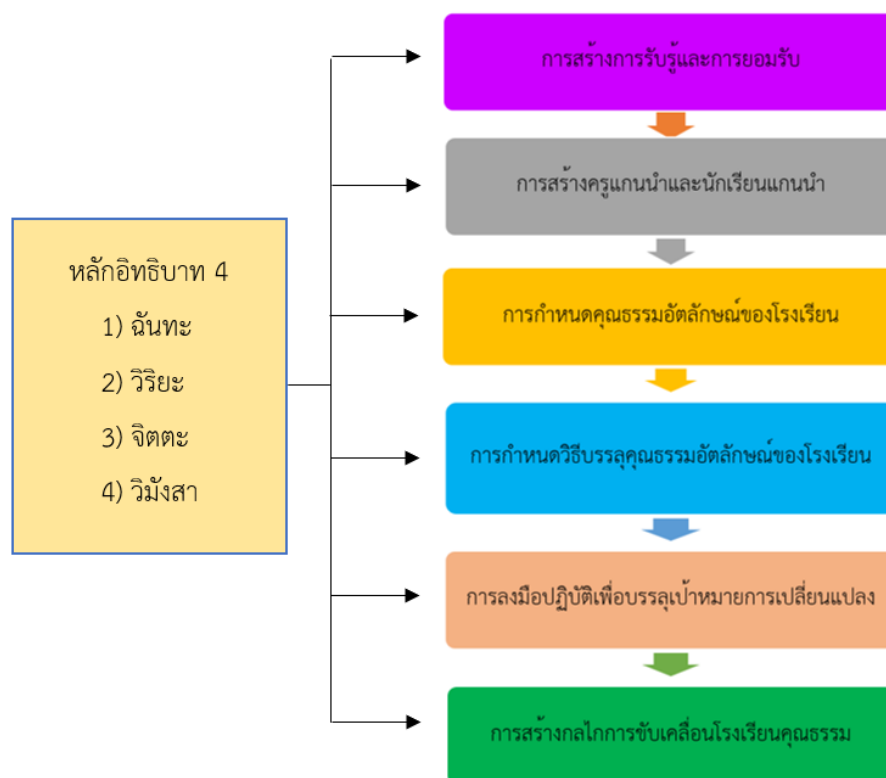 หลักอิทธิบาท 4
1) ฉันทะ
2) วิริยะ
3) จิตตะ
4) วิมังสา
การสร้างการรับรู้และการยอมรับ
การสร้างครูแกนนำและนักเรียนแกนนำ
การกำหนดคุณธรรมอัตลักษณ์ของโรงเรียน
การกำหนดวิธีบรรลุคุณธรรมอัตลักษณ์ของโรงเรียน
การลงมือปฏิบัติเพื่อบรรลุเป้าหมายการเปลี่ยนแปลง
การสร้างกลไกการขับเคลื่อนโรงเรียนคุณธรรม